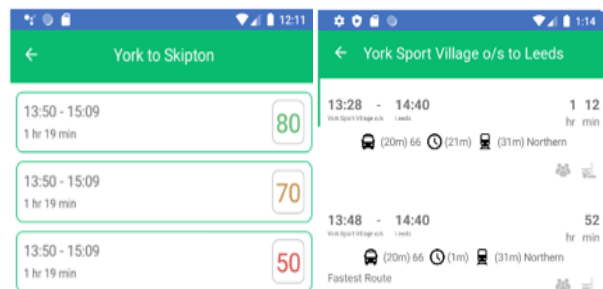 12:11
York to Skipton
13:50 - 15:09
1 hr 19 min
80
13:50 - 15:09
1 hr 19 min
70
13:50 - 15:09
1 hr 19 min
50
1:14
York Sport Village o/s to Leeds
13:28 - 14:40
1 12
York Sport Village o/s Leeds
hr min
(20m) 66 (21m) (31m) Northern
13:48 - 14:40
52
York Sport Village o/s Leeds
hr min
(20m) 66 (1m) (31m) Northern
Fastest Route